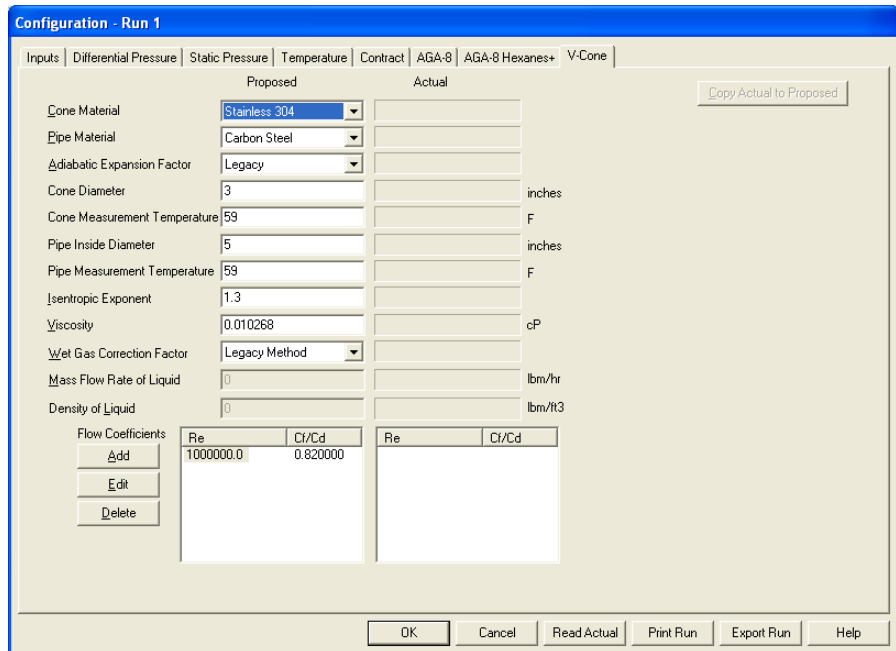 Configuration - Run 1
Inputs Differential Pressure Static Pressure Temperature Contract AGA-8 AGA-8 Hexanes+ V-Cone
Proposed Actual
Copy Actual to Proposed
Cone Material Stainless 304
Pipe Material Carbon Steel
Adiabatic Expansion Factor Legacy
Cone Diameter 3 inches
Cone Measurement Temperature 59 F
Pipe Inside Diameter 5 inches
Pipe Measurement Temperature 59 F
Isentropic Exponent 1.3
Viscosity 0.010268 cP
Wet Gas Correction Factor Legacy Method
Mass Flow Rate of Liquid 0 lbm/hr
Density of Liquid 0 lbm/ft3
Flow Coefficients Re Cf/Cd Re Cf/Cd
Add 1000000.0 0.820000
Edit
Delete
OK Cancel Read Actual Print Run Export Run Help